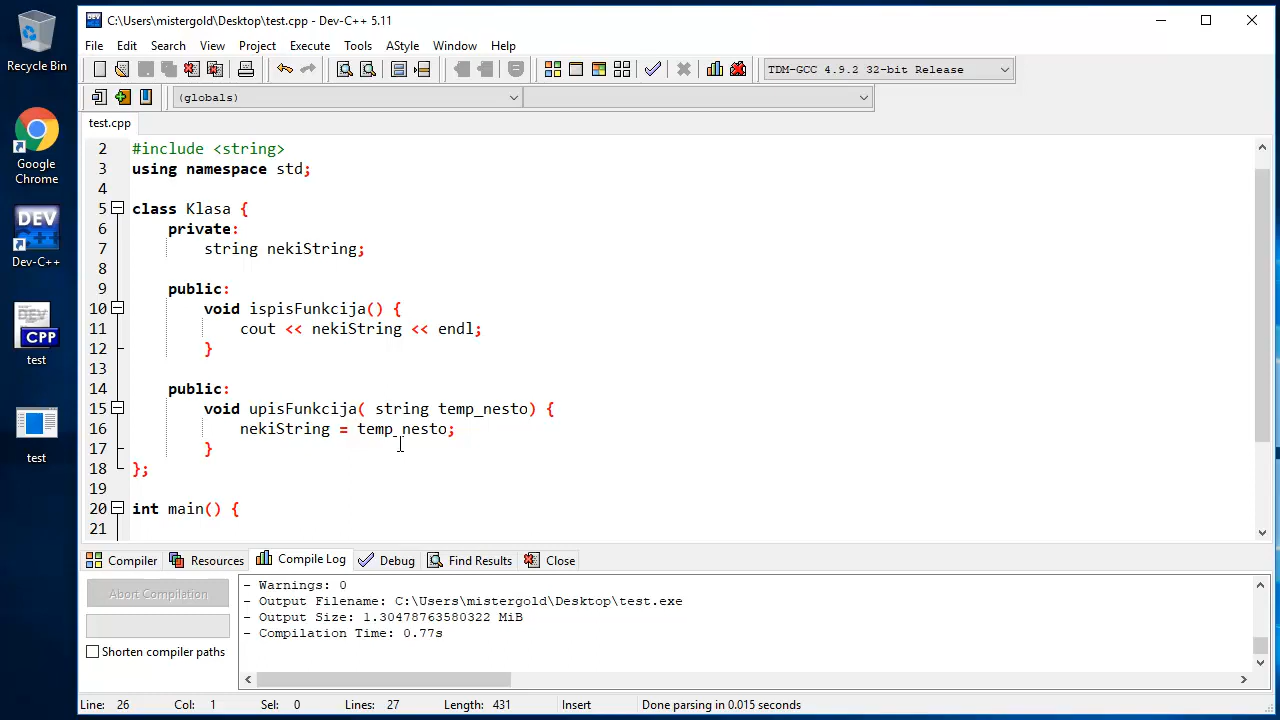 Recycle Bin
Google Chrome
DEV
Dev-C++
CPP
test
test
DEV
C:\Users\mistergold\Desktop\test.cpp - Dev-C++ 5.11
File Edit Search View Project Execute Tools AStyle Window Help
TDM-GCC 4.9.2 32-bit Release
(globals)
test.cpp
2 #include <string>
3 using namespace std;
4
5 class Klasa {
6 private:
7 string nekiString;
8
9 public:
10 void ispisFunkcija() {
11 cout << nekiString << endl;
12 }
13
14 public:
15 void upisFunkcija( string temp_nesto) {
16 nekiString = temp_nesto;
17 }
18 };
19
20 int main() {
21
Compiler Resources Compile Log Debug Find Results Close
Abort Compilation
Shorten compiler paths
- Warnings: 0
- Output Filename: C:\Users\mistergold\Desktop\test.exe
- Output Size: 1.30478763580322 MiB
- Compilation Time: 0.77s
Line: 26 Col: 1 Sel: 0 Lines: 27 Length: 431 Insert Done parsing in 0.015 seconds